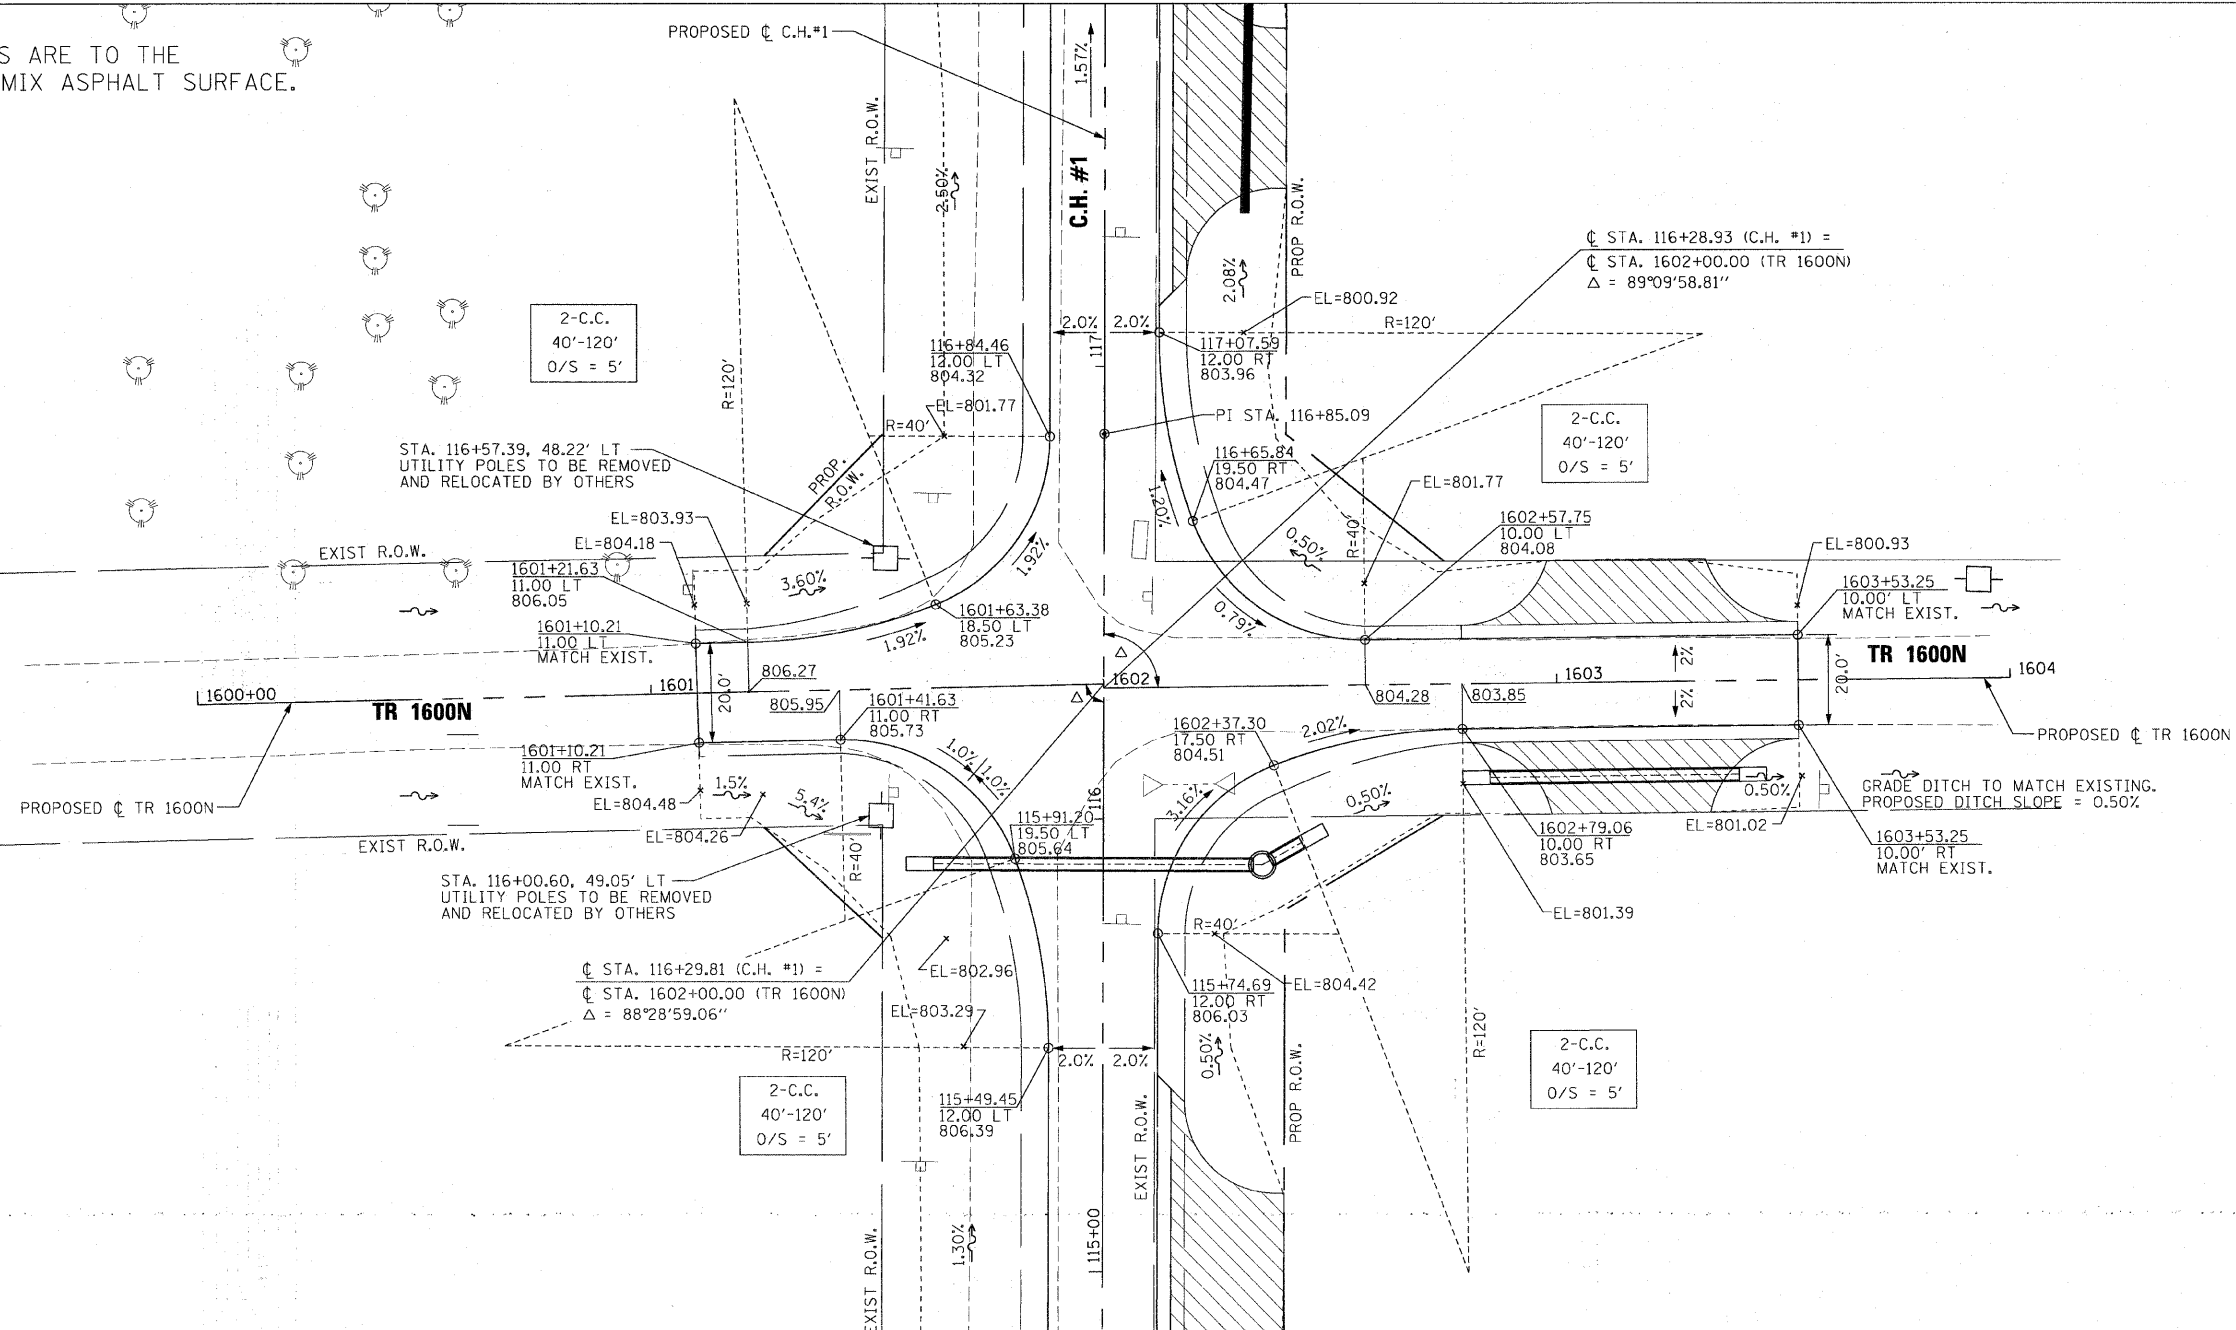 S ARE TO THE
MIX ASPHALT SURFACE.
PROPOSED ℄ C.H.#1
1.57%
EXIST R.O.W.
2.50%
C.H. #1
PROP R.O.W.
2.08%
℄ STA. 116+28.93 (C.H. #1) =
℄ STA. 1602+00.00 (TR 1600N)
△ = 89°09'58.81"
EL=800.92
2-C.C.
40'-120'
O/S = 5'
R=120'
116+84.46
12.00 LT
804.32
2.0%
2.0%
117
117+07.59
12.00 RT
803.96
R=120'
EL=801.77
R=40'
PI STA. 116+85.09
2-C.C.
40'-120'
O/S = 5'
STA. 116+57.39, 48.22' LT
UTILITY POLES TO BE REMOVED
AND RELOCATED BY OTHERS
PROP.
R.O.W.
116+65.84
19.50 RT
804.47
EL=801.77
1.20%
EL=803.93
EL=804.18
EXIST R.O.W.
1601+21.63
11.00 LT
806.05
3.60%
1.92%
0.50%
R=40'
1602+57.75
10.00 LT
804.08
EL=800.93
1603+53.25
10.00' LT
MATCH EXIST.
1601+10.21
11.00 LT
MATCH EXIST.
1.92%
1601+63.38
18.50 LT
805.23
0.79%
△
2%
TR 1600N
1600+00
TR 1600N
1601
20.0'
806.27
805.95
1601+41.63
11.00 RT
805.73
△
1602
804.28
803.85
1603
2%
20.0'
1604
PROPOSED ℄ TR 1600N
1601+10.21
11.00 RT
MATCH EXIST.
1.0%
1.0%
1602+37.30
17.50 RT
804.51
2.02%
PROPOSED ℄ TR 1600N
EL=804.48
1.5%
5.4%
EL=804.26
116
3.16%
0.50%
0.50%
GRADE DITCH TO MATCH EXISTING.
PROPOSED DITCH SLOPE = 0.50%
EXIST R.O.W.
115+91.20
19.50 LT
805.64
1602+79.06
10.00 RT
803.65
EL=801.02
1603+53.25
10.00' RT
MATCH EXIST.
R=40'
STA. 116+00.60, 49.05' LT
UTILITY POLES TO BE REMOVED
AND RELOCATED BY OTHERS
R=40'
EL=801.39
℄ STA. 116+29.81 (C.H. #1) =
℄ STA. 1602+00.00 (TR 1600N)
△ = 88°28'59.06"
EL=802.96
EL=803.29
115+74.69
12.00 RT
806.03
EL=804.42
R=120'
2.0%
2.0%
0.50%
R=120'
2-C.C.
40'-120'
O/S = 5'
115+49.45
12.00 LT
806.39
EXIST R.O.W.
PROP R.O.W.
2-C.C.
40'-120'
O/S = 5'
EXIST R.O.W.
1.30%
115+00